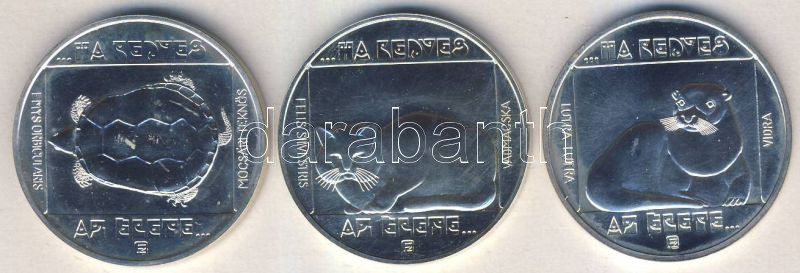 ...HA KEDVES
EMYS ORBICULARIS
MOCSÁRI TEKNŐS
AZ ÉLETE...
...HA KEDVES
FELIS SILVESTRIS
VADMACSKA
AZ ÉLETE...
...HA KEDVES
LUTRA LUTRA
VIDRA
AZ ÉLETE...
darabanth